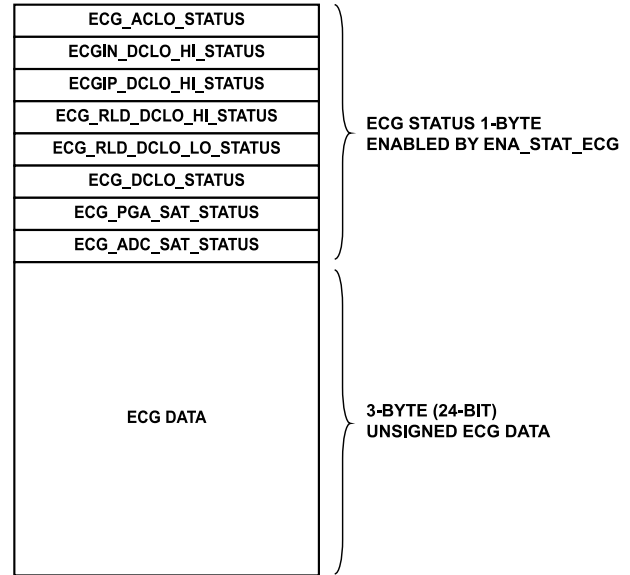 ECG_ACLO_STATUS
ECGIN_DCLO_HI_STATUS
ECGIP_DCLO_HI_STATUS
ECG_RLD_DCLO_HI_STATUS
ECG_RLD_DCLO_LO_STATUS
ECG_DCLO_STATUS
ECG_PGA_SAT_STATUS
ECG_ADC_SAT_STATUS
ECG STATUS 1-BYTE
ENABLED BY ENA_STAT_ECG
ECG DATA
3-BYTE (24-BIT)
UNSIGNED ECG DATA